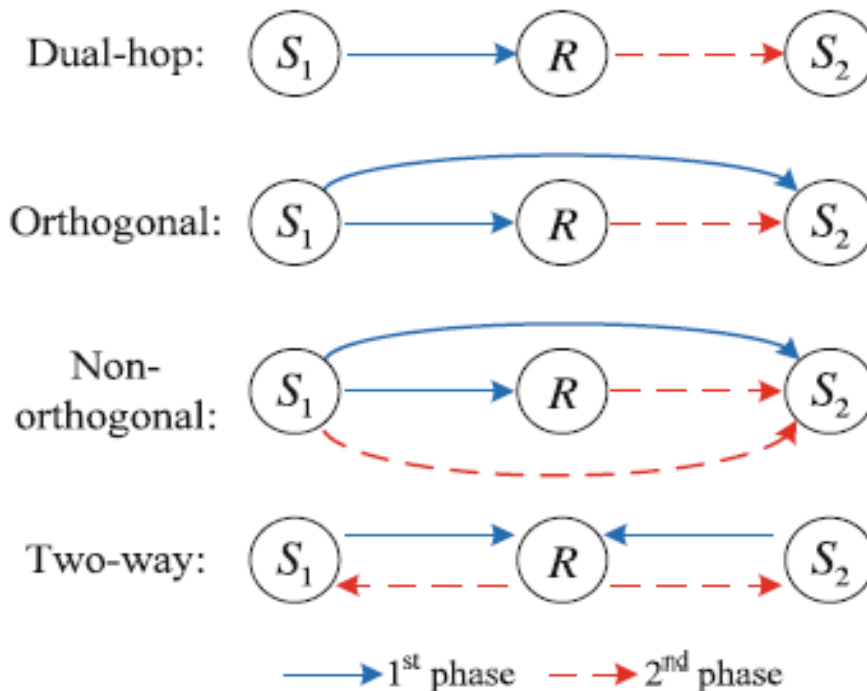 Dual-hop: S₁ R S₂
Orthogonal: S₁ R S₂
Non-
orthogonal: S₁ R S₂
Two-way: S₁ R S₂
1ˢᵗ phase 2ⁿᵈ phase